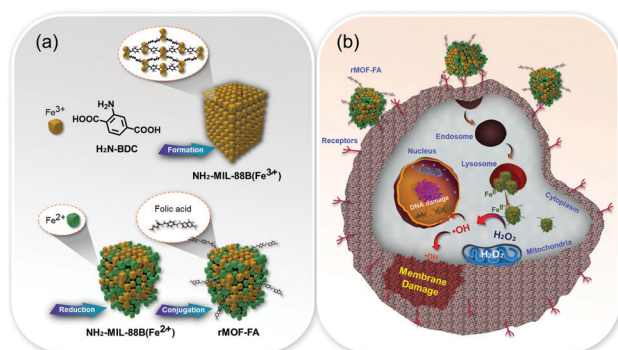 (a)
Fe3+
H2N
HOOC
COOH
H₂N-BDC
Formation
NH₂-MIL-88B(Fe³⁺)
Fe2+
Folic acid
Reduction
Conjugation
NH₂-MIL-88B(Fe²⁺)
rMOF-FA
(b)
rMOF-FA
Receptors
Endosome
Nucleus
Lysosome
DNA damage
Cytoplasm
•OH
H₂O₂
Mitochondria
•OH
H₂O₂
Membrane
Damage